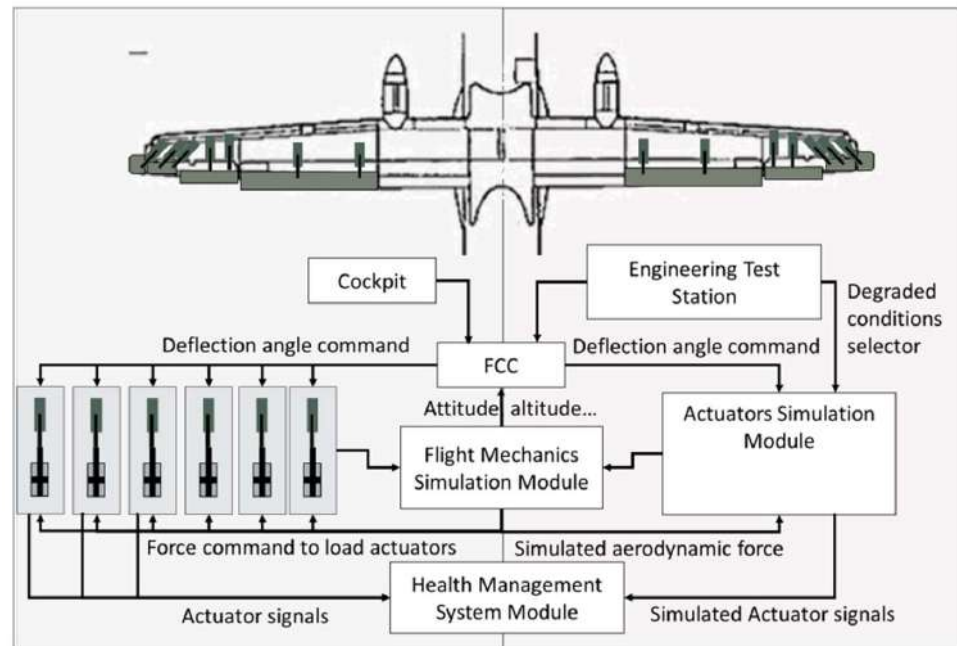 Cockpit
Engineering Test
Station
Degraded
conditions
selector
Deflection angle command
FCC
Deflection angle command
Attitude altitude...
Actuators Simulation
Module
Flight Mechanics
Simulation Module
Force command to load actuators
Simulated aerodynamic force
Health Management
System Module
Actuator signals
Simulated Actuator signals